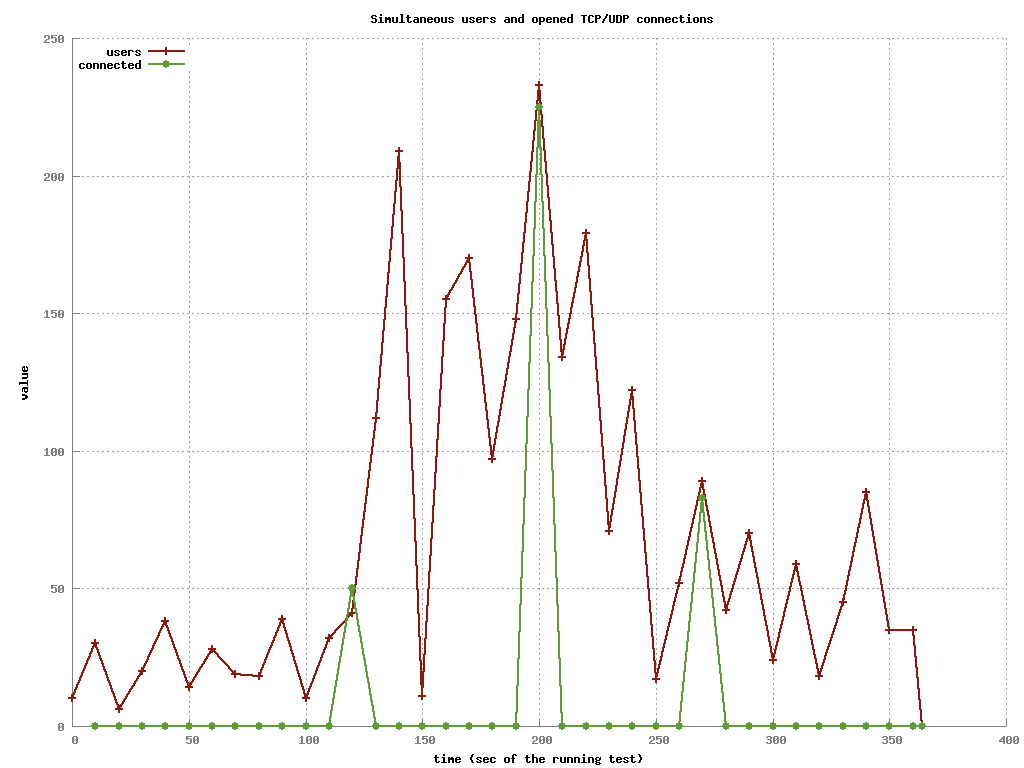 Simultaneous users and opened TCP/UDP connections
250
users
connected
200
150
value
100
50
0
0 50 100 150 200 250 300 350 400
time (sec of the running test)